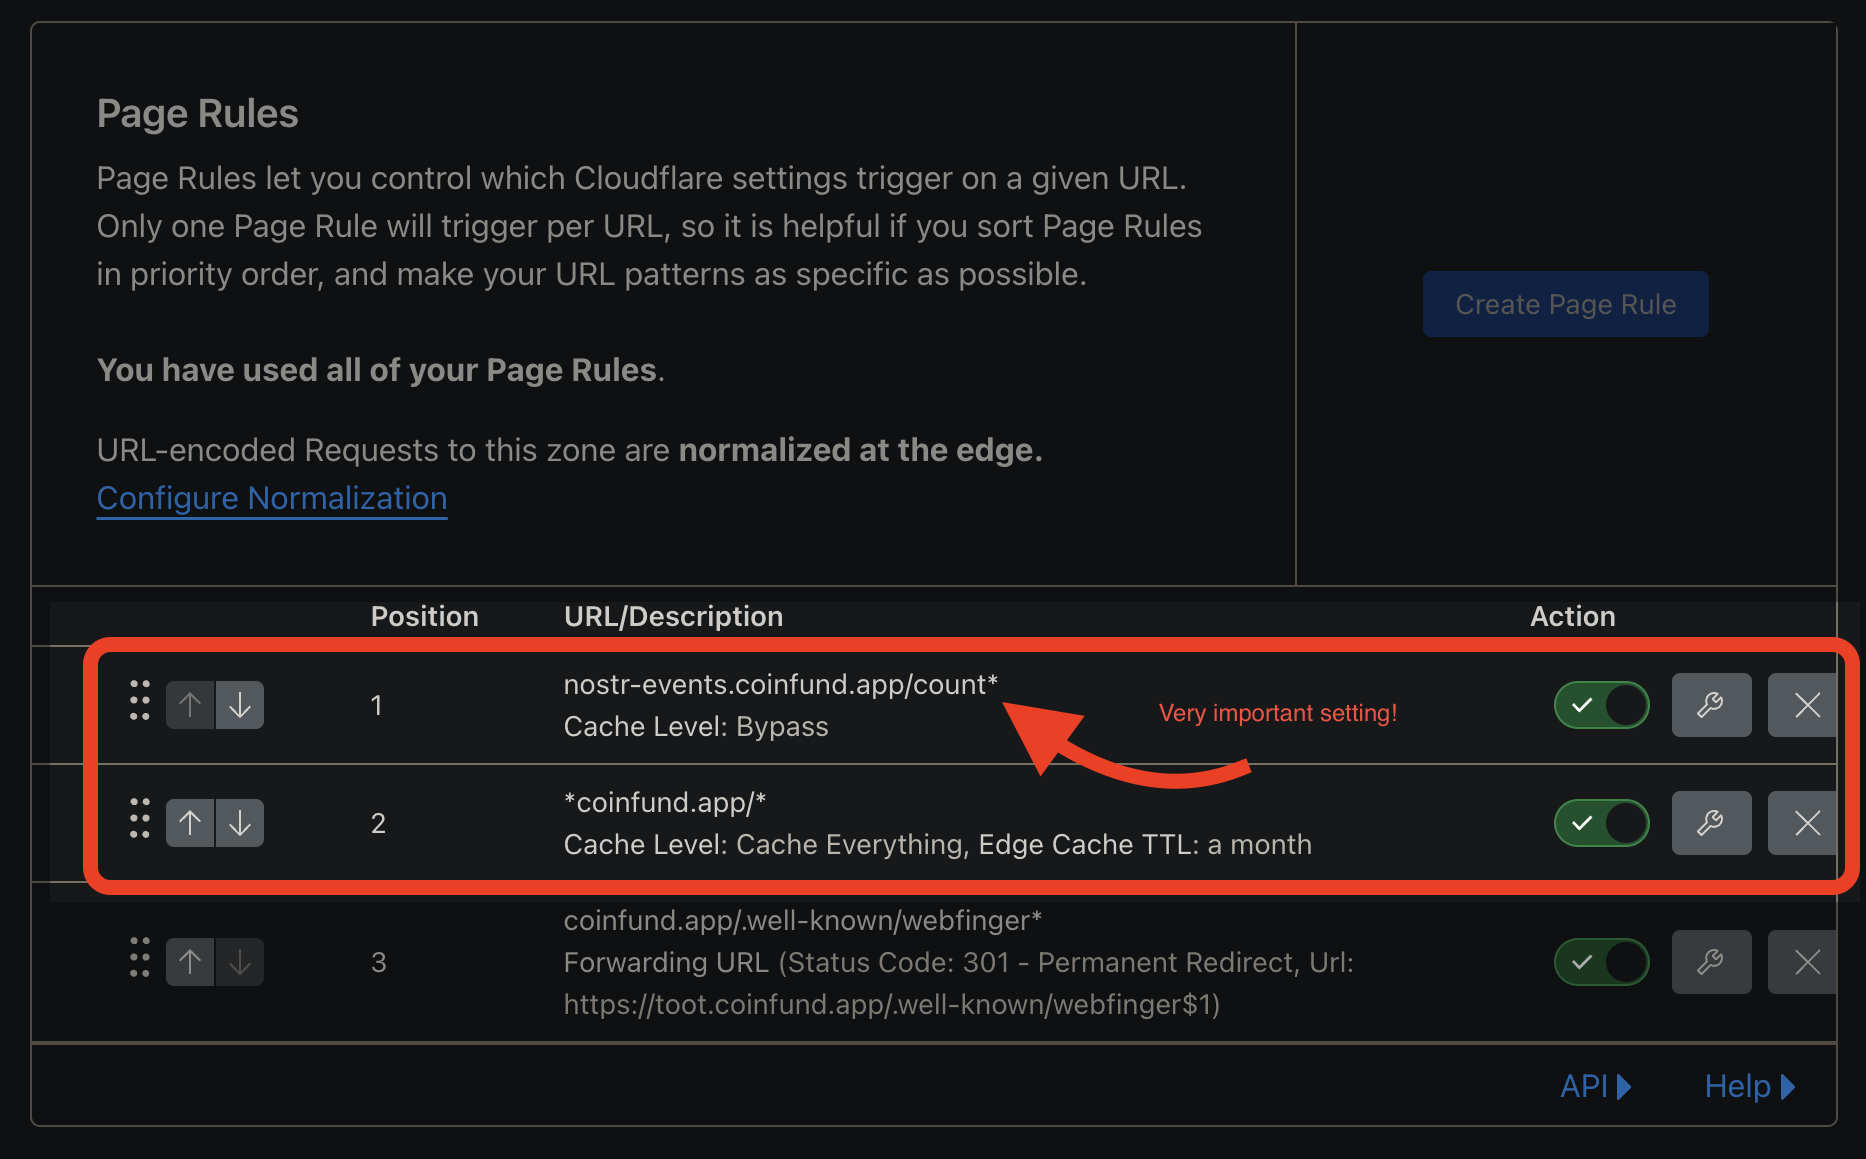 Page Rules
Page Rules let you control which Cloudflare settings trigger on a given URL.
Only one Page Rule will trigger per URL, so it is helpful if you sort Page Rules
in priority order, and make your URL patterns as specific as possible.
Create Page Rule
You have used all of your Page Rules.
URL-encoded Requests to this zone are normalized at the edge.
Configure Normalization
Position URL/Description Action
1
nostr-events.coinfund.app/count*
Cache Level: Bypass
Very important setting!
2
*coinfund.app/*
Cache Level: Cache Everything, Edge Cache TTL: a month
3
coinfund.app/.well-known/webfinger*
Forwarding URL (Status Code: 301 - Permanent Redirect, Url:
https://toot.coinfund.app/.well-known/webfinger$1)
API Help